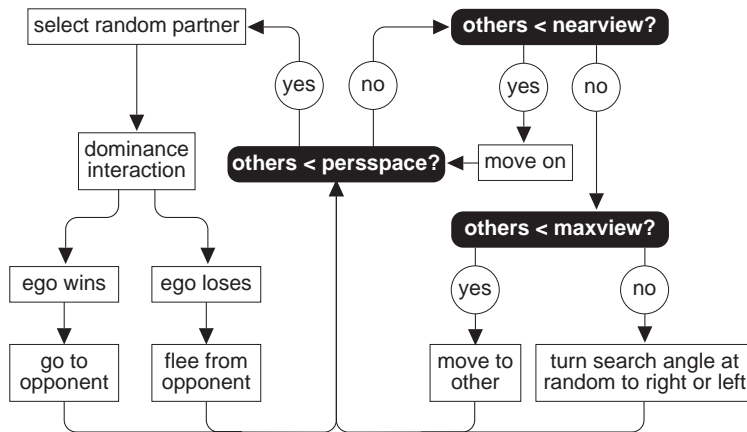 select random partner
others < nearview?
yes
no
yes
no
dominance
interaction
others < persspace?
move on
others < maxview?
ego wins
ego loses
yes
no
go to
opponent
flee from
opponent
move to
other
turn search angle at
random to right or left